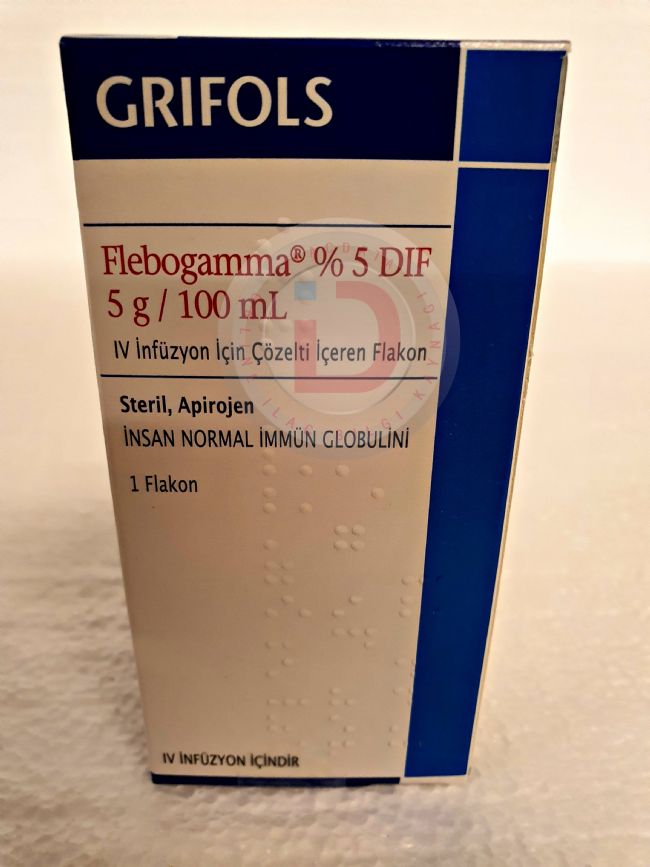 GRIFOLS
Flebogamma® % 5 DIF
5 g / 100 mL
IV İnfüzyon İçin Çözelti İçeren Flakon
Steril, Apirojen
İNSAN NORMAL İMMÜN GLOBULİNİ
1 Flakon
IV İNFÜZYON İÇİNDİR